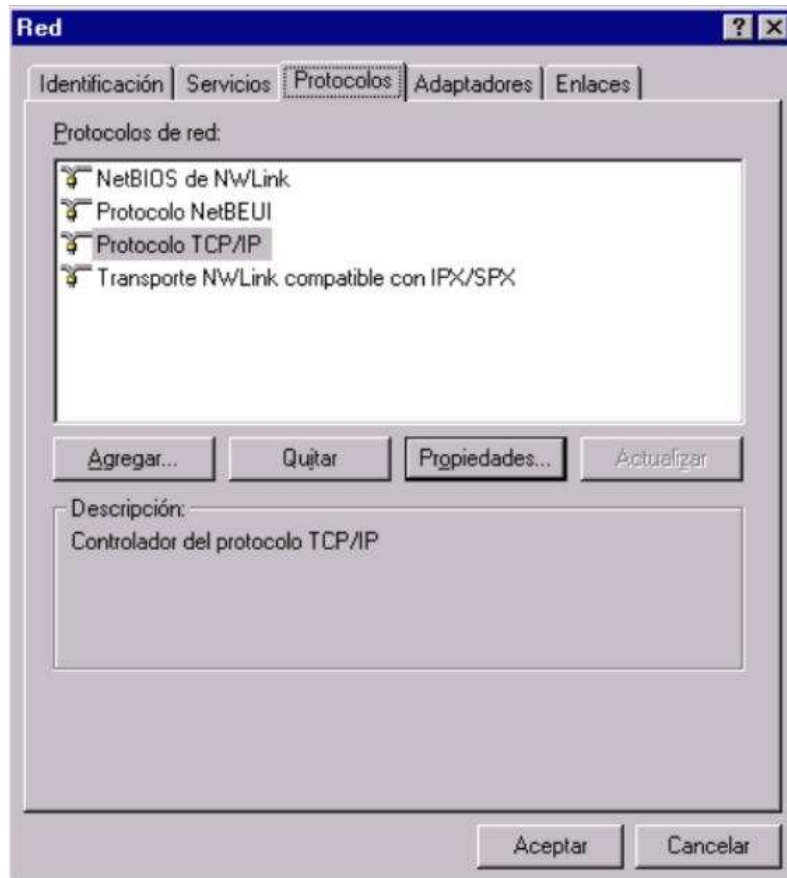 Red
Identificación Servicios Protocolos Adaptadores Enlaces
Protocolos de red:
NetBIOS de NWLink
Protocolo NetBEUI
Protocolo TCP/IP
Transporte NWLink compatible con IPX/SPX
Agregar... Quitar Propiedades... Actualizar
Descripción:
Controlador del protocolo TCP/IP
Aceptar Cancelar